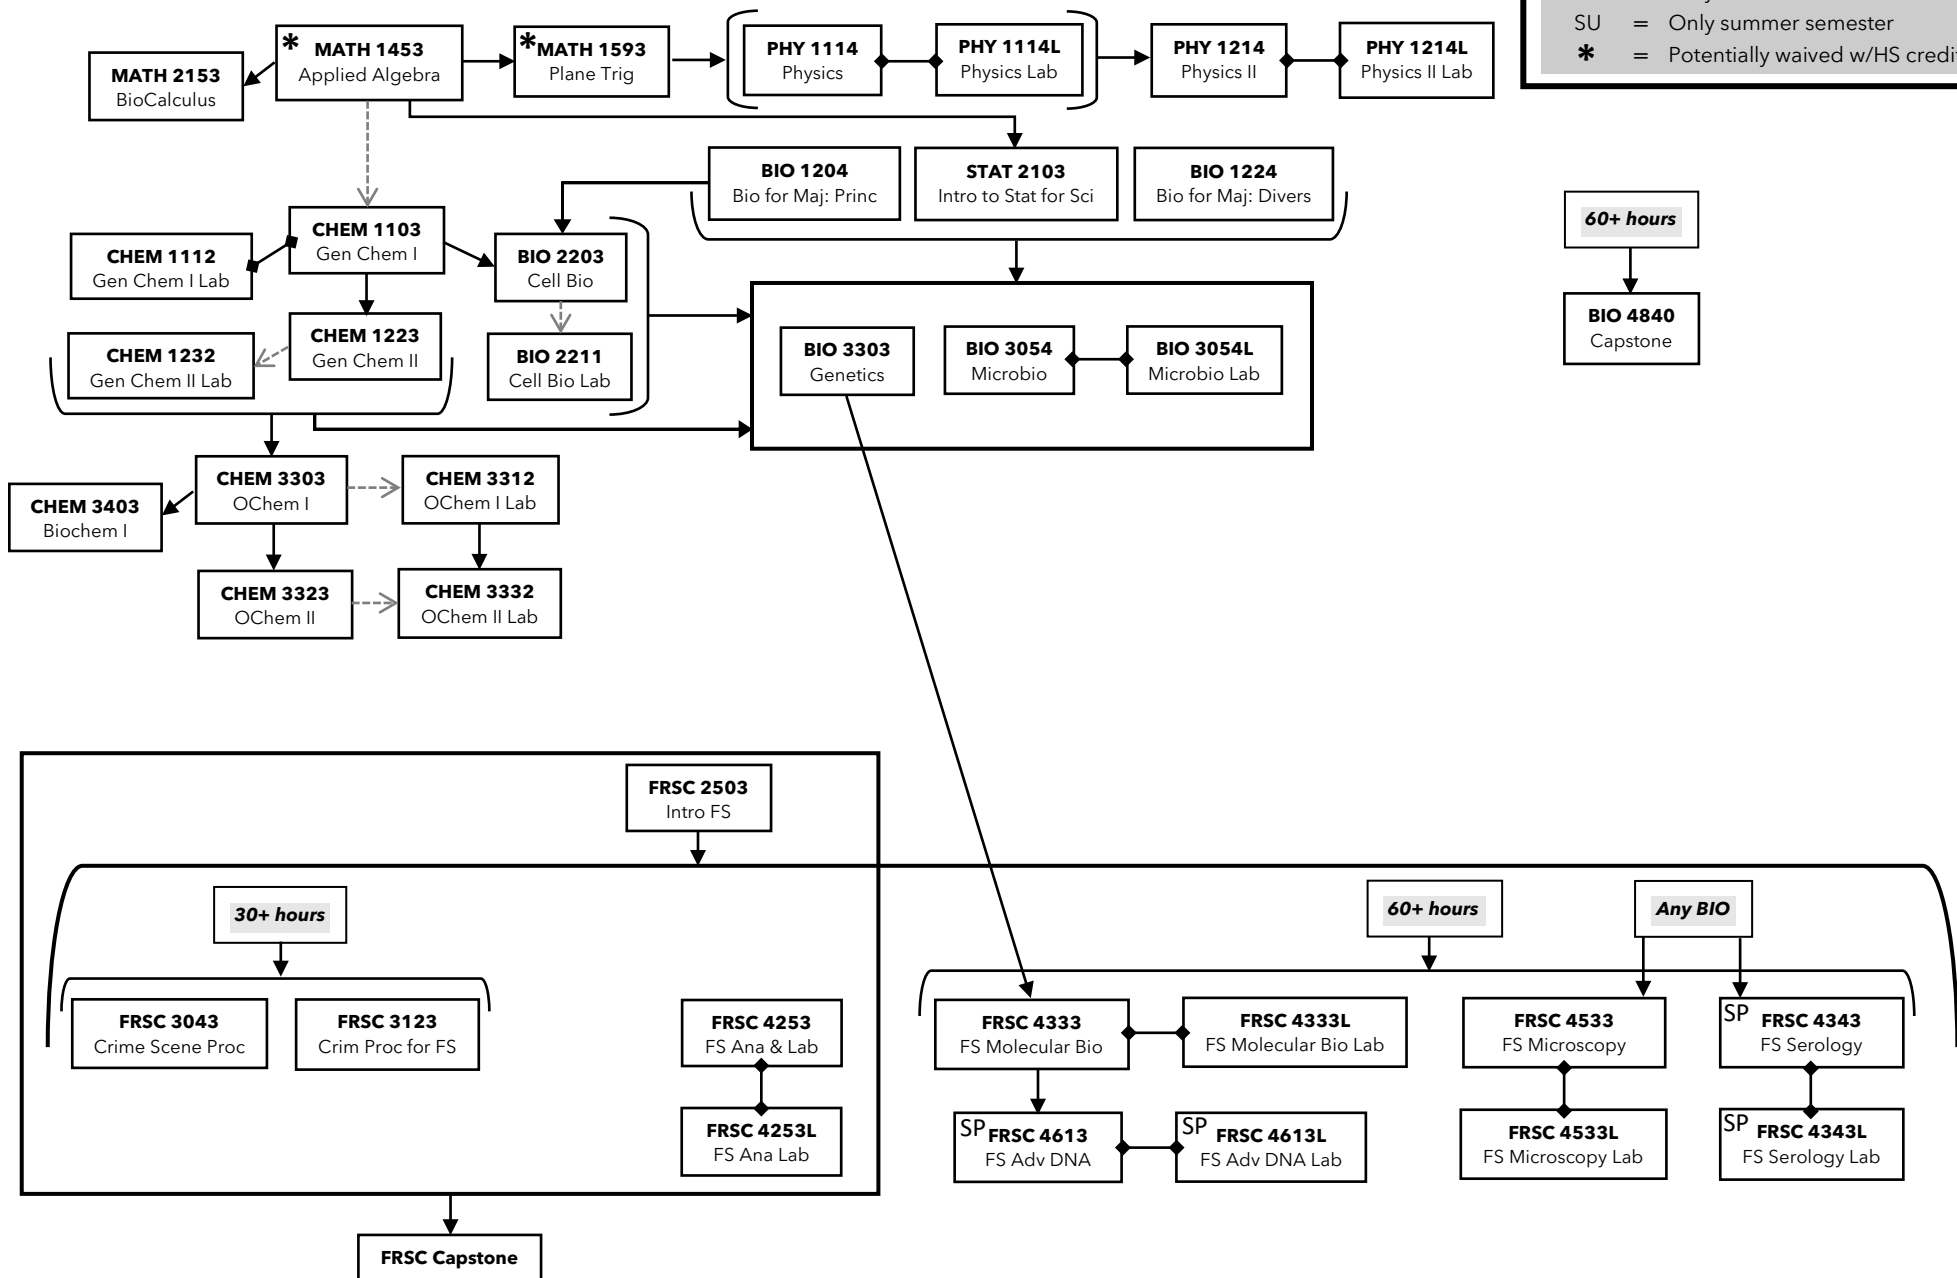 SU = Only summer semester
* = Potentially waived w/HS credit
* MATH 1453
Applied Algebra
* MATH 1593
Plane Trig
PHY 1114
Physics
PHY 1114L
Physics Lab
PHY 1214
Physics II
PHY 1214L
Physics II Lab
MATH 2153
BioCalculus
BIO 1204
Bio for Maj: Princ
STAT 2103
Intro to Stat for Sci
BIO 1224
Bio for Maj: Divers
60+ hours
BIO 4840
Capstone
CHEM 1103
Gen Chem I
CHEM 1112
Gen Chem I Lab
BIO 2203
Cell Bio
CHEM 1223
Gen Chem II
CHEM 1232
Gen Chem II Lab
BIO 2211
Cell Bio Lab
BIO 3303
Genetics
BIO 3054
Microbio
BIO 3054L
Microbio Lab
CHEM 3303
OChem I
CHEM 3312
OChem I Lab
CHEM 3403
Biochem I
CHEM 3323
OChem II
CHEM 3332
OChem II Lab
FRSC 2503
Intro FS
30+ hours
60+ hours
Any BIO
FRSC 3043
Crime Scene Proc
FRSC 3123
Crim Proc for FS
FRSC 4253
FS Ana & Lab
FRSC 4333
FS Molecular Bio
FRSC 4333L
FS Molecular Bio Lab
FRSC 4533
FS Microscopy
SP FRSC 4343
FS Serology
FRSC 4253L
FS Ana Lab
SP FRSC 4613
FS Adv DNA
SP FRSC 4613L
FS Adv DNA Lab
FRSC 4533L
FS Microscopy Lab
SP FRSC 4343L
FS Serology Lab
FRSC Capstone